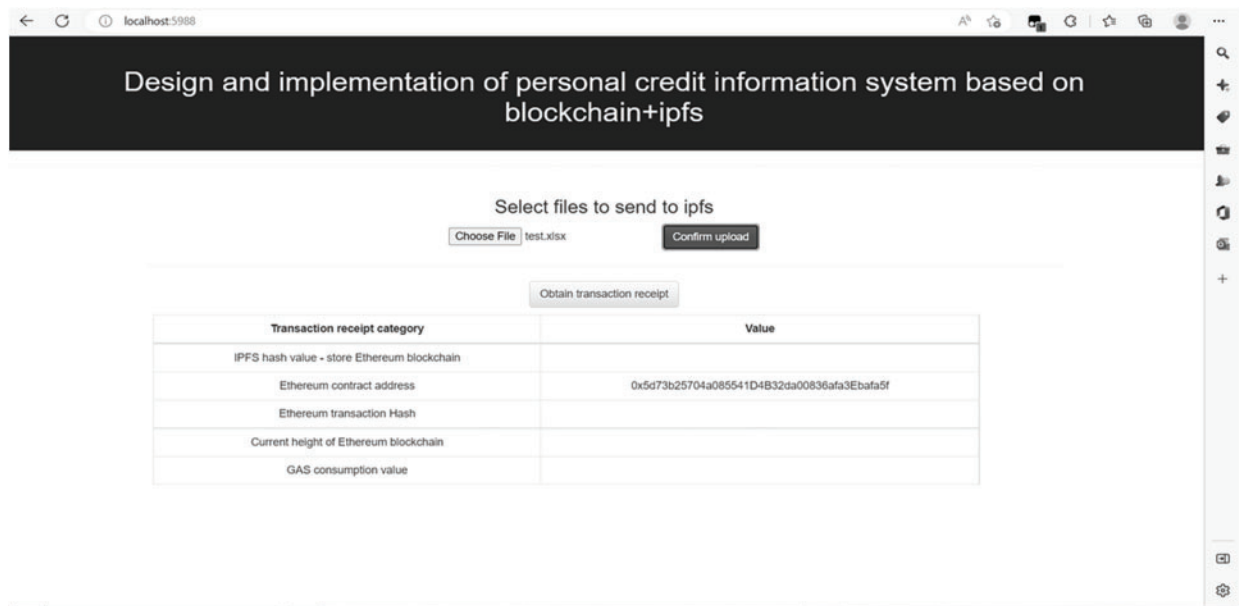 localhost:5988
Design and implementation of personal credit information system based on
blockchain+ipfs
Select files to send to ipfs
Choose File test.xlsx Confirm upload
Obtain transaction receipt
Transaction receipt category Value
IPFS hash value - store Ethereum blockchain
Ethereum contract address 0x5d73b25704a085541D4B32da00836afa3Ebafa5f
Ethereum transaction Hash
Current height of Ethereum blockchain
GAS consumption value